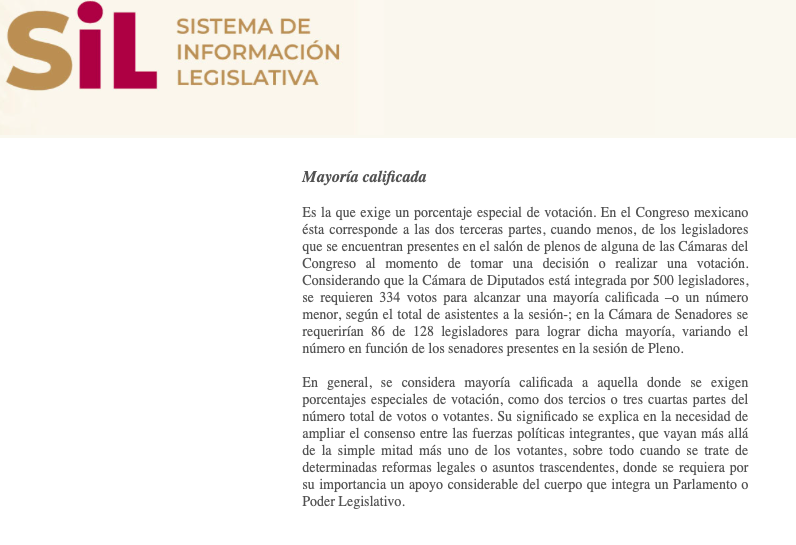 SiL
SISTEMA DE
INFORMACIÓN
LEGISLATIVA
Mayoría calificada
Es la que exige un porcentaje especial de votación. En el Congreso mexicano
ésta corresponde a las dos terceras partes, cuando menos, de los legisladores
que se encuentran presentes en el salón de plenos de alguna de las Cámaras del
Congreso al momento de tomar una decisión o realizar una votación.
Considerando que la Cámara de Diputados está integrada por 500 legisladores,
se requieren 334 votos para alcanzar una mayoría calificada –o un número
menor, según el total de asistentes a la sesión-; en la Cámara de Senadores se
requerirían 86 de 128 legisladores para lograr dicha mayoría, variando el
número en función de los senadores presentes en la sesión de Pleno.
En general, se considera mayoría calificada a aquella donde se exigen
porcentajes especiales de votación, como dos tercios o tres cuartas partes del
número total de votos o votantes. Su significado se explica en la necesidad de
ampliar el consenso entre las fuerzas políticas integrantes, que vayan más allá
de la simple mitad más uno de los votantes, sobre todo cuando se trate de
determinadas reformas legales o asuntos trascendentes, donde se requiera por
su importancia un apoyo considerable del cuerpo que integra un Parlamento o
Poder Legislativo.